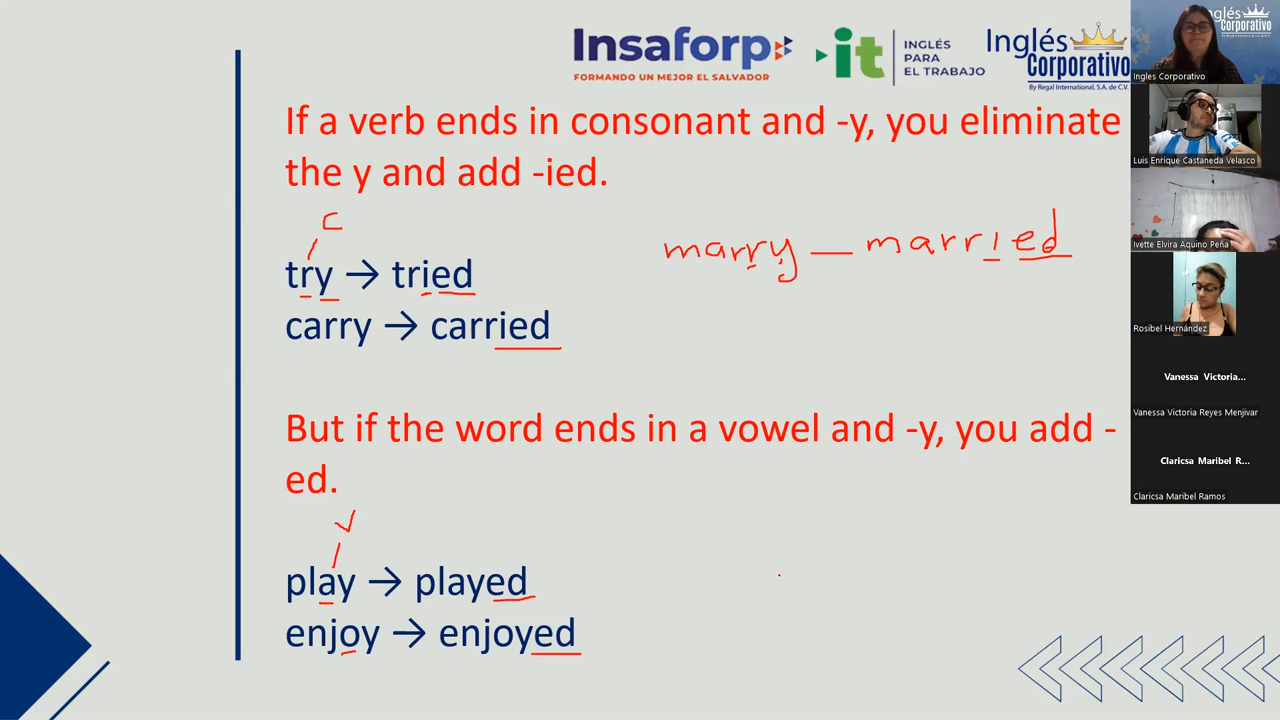 Insaforp
FORMANDO UN MEJOR EL SALVADOR
it
INGLÉS
PARA
EL TRABAJO
Inglés
Corporativo
By Regal International, S.A. de C.V.
If a verb ends in consonant and -y, you eliminate
the y and add -ied.
C
marry — married
try → tried
carry → carried
But if the word ends in a vowel and -y, you add -
ed.
V
play → played
enjoy → enjoyed
Inglés
Corporativo
Ingles Corporativo
Luis Enrique Castaneda Velasco
Ivette Elvira Aquino Peña
Rosibel Hernández
Vanessa Victoria...
Vanessa Victoria Reyes Menjivar
Claricsa Maribel R...
Claricsa Maribel Ramos